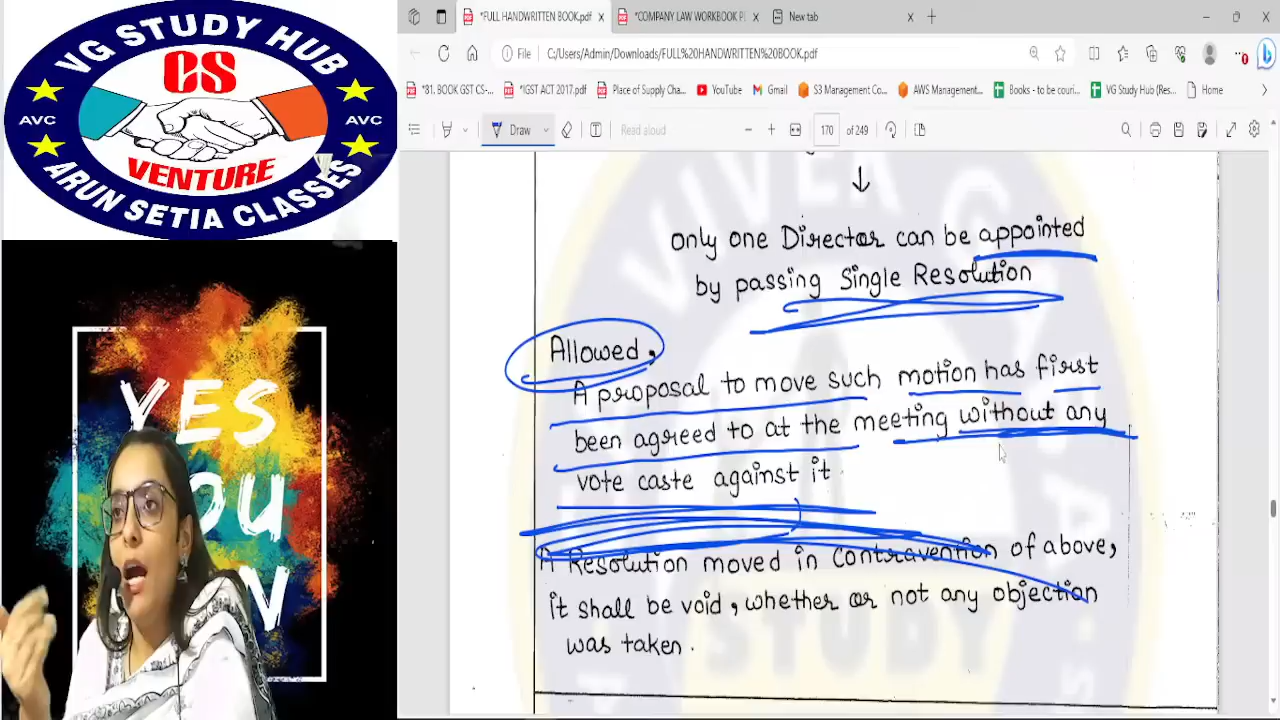 VG STUDY HUB
CS
AVC
AVC
VENTURE
ARUN SETIA CLASSES
YES
YOU
*FULL HANDWRITTEN BOOK.pdf
*COMPANY LAW WORKBOOK P
New tab
File
C:/Users/Admin/Downloads/FULL%20HANDWRITTEN%20BOOK.pdf
*81. BOOK GST CS-...
*IGST ACT 2017.pdf
Place of Supply Cha...
YouTube
Gmail
S3 Management Co...
AWS Management...
Books - to be couri...
VG Study Hub (Res...
Home
Draw
Read aloud
170
of 249
only one Director can be appointed
by passing Single Resolution
Allowed.
A proposal to move such motion has first
been agreed to at the meeting without any
vote caste against it
A Resolution moved in contravention of above,
it shall be void, whether or not any objection
was taken.